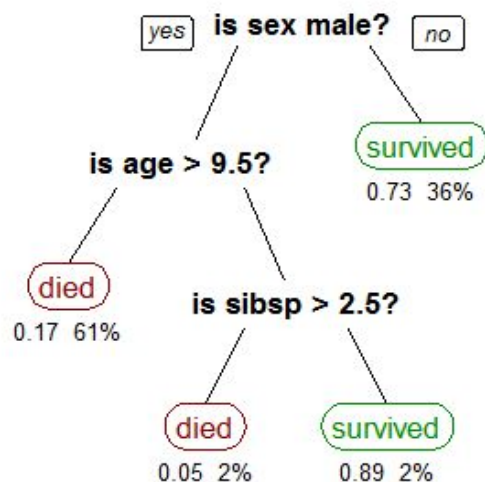 yes is sex male? no
is age > 9.5?
survived
0.73 36%
died
0.17 61%
is sibsp > 2.5?
died
0.05 2%
survived
0.89 2%